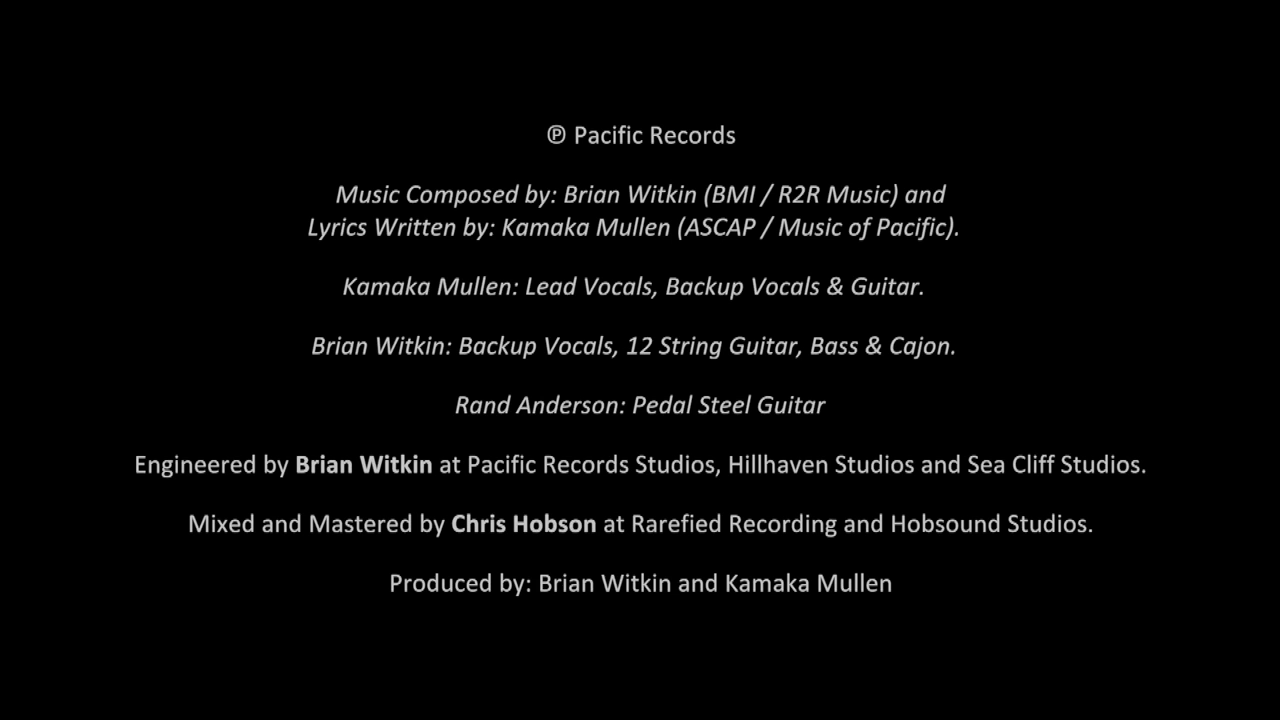 ℗ Pacific Records
Music Composed by: Brian Witkin (BMI / R2R Music) and
Lyrics Written by: Kamaka Mullen (ASCAP / Music of Pacific).
Kamaka Mullen: Lead Vocals, Backup Vocals & Guitar.
Brian Witkin: Backup Vocals, 12 String Guitar, Bass & Cajon.
Rand Anderson: Pedal Steel Guitar
Engineered by Brian Witkin at Pacific Records Studios, Hillhaven Studios and Sea Cliff Studios.
Mixed and Mastered by Chris Hobson at Rarefied Recording and Hobsound Studios.
Produced by: Brian Witkin and Kamaka Mullen